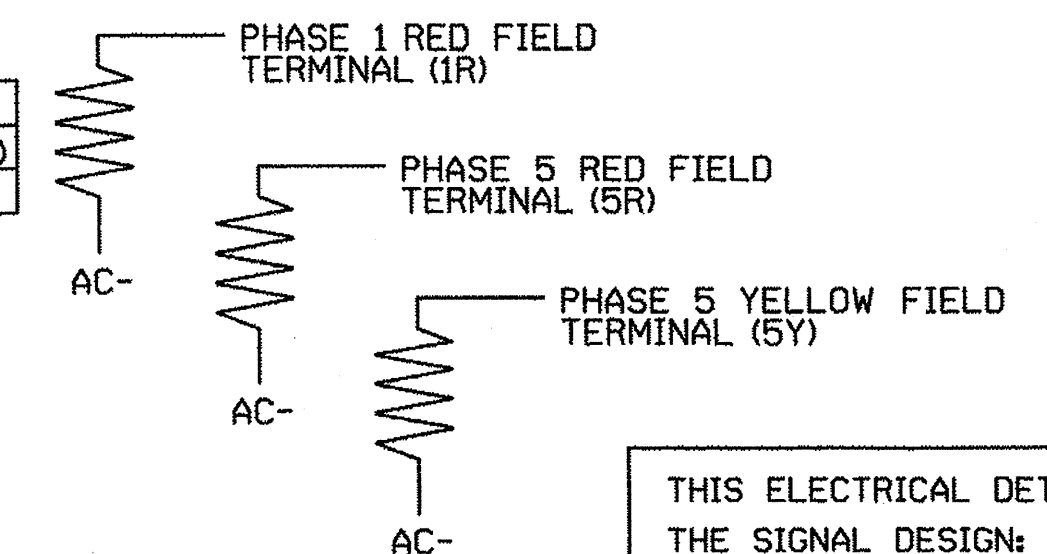 PHASE 1 RED FIELD
TERMINAL (1R)
)
PHASE 5 RED FIELD
TERMINAL (5R)
AC-
PHASE 5 YELLOW FIELD
TERMINAL (5Y)
AC-
THIS ELECTRICAL DET
THE SIGNAL DESIGN:
AC-